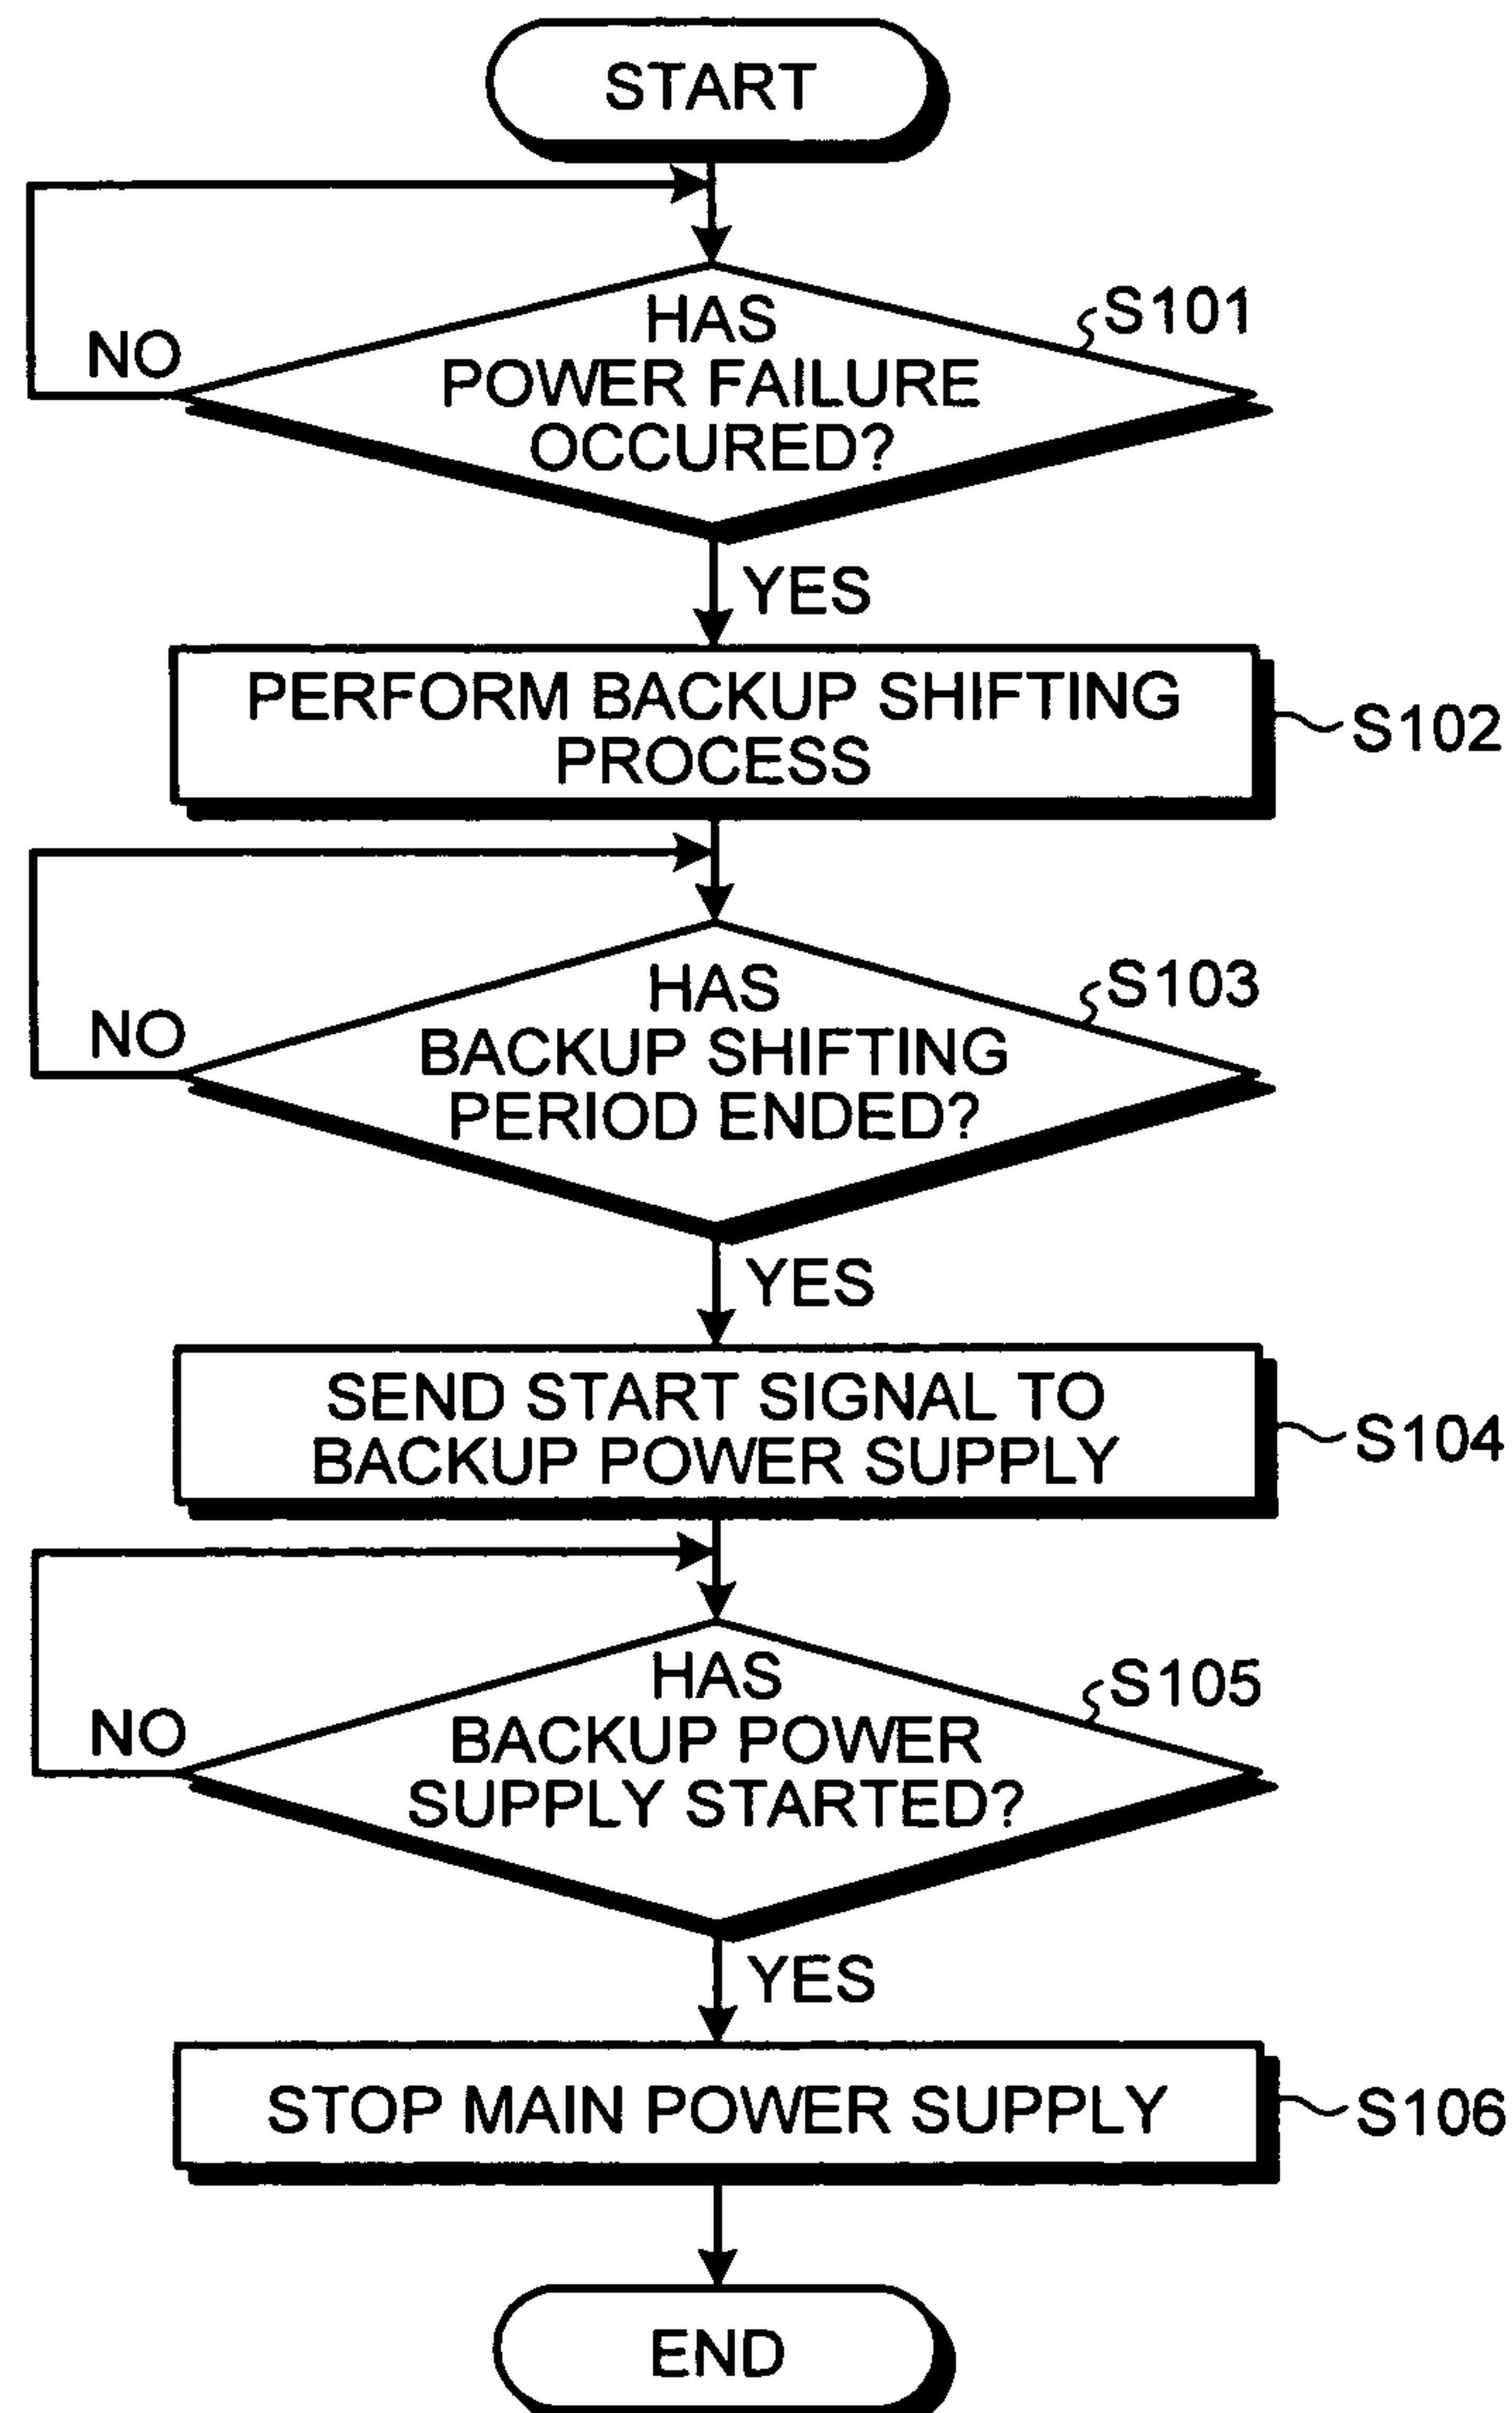 START
NO
HAS
POWER FAILURE
OCCURED?
S101
YES
PERFORM BACKUP SHIFTING
PROCESS
S102
NO
HAS
BACKUP SHIFTING
PERIOD ENDED?
S103
YES
SEND START SIGNAL TO
BACKUP POWER SUPPLY
S104
NO
HAS
BACKUP POWER
SUPPLY STARTED?
S105
YES
STOP MAIN POWER SUPPLY
S106
END